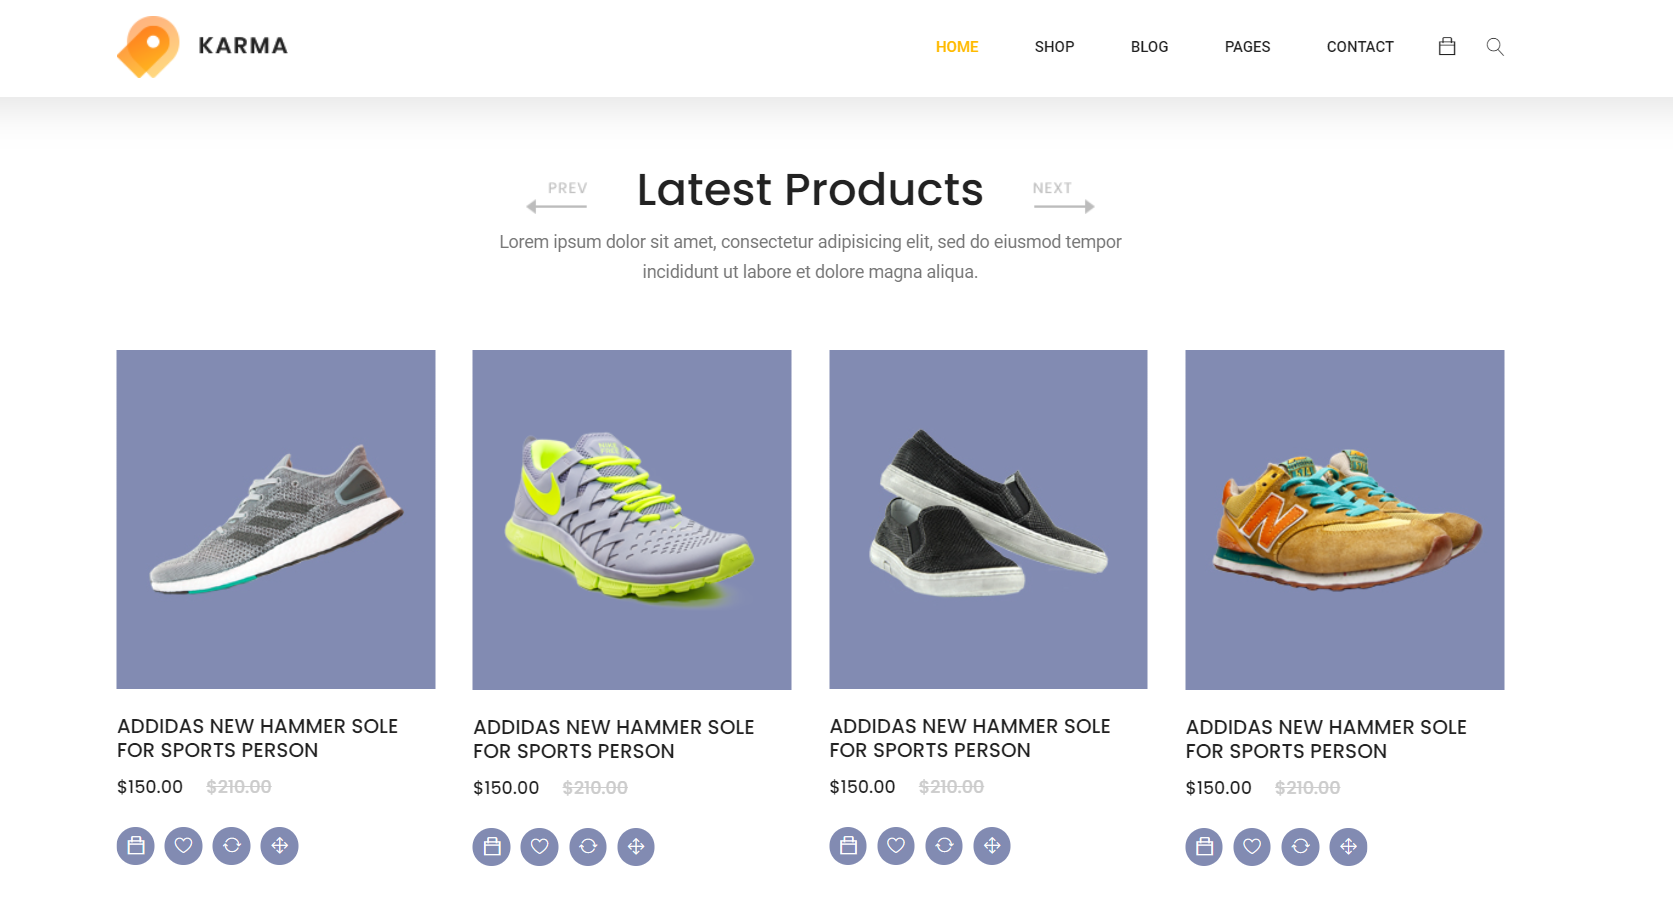 KARMA
HOME
SHOP
BLOG
PAGES
CONTACT
PREV
Latest Products
NEXT
Lorem ipsum dolor sit amet, consectetur adipisicing elit, sed do eiusmod tempor
incididunt ut labore et dolore magna aliqua.
N
ADDIDAS NEW HAMMER SOLE
FOR SPORTS PERSON
$150.00 $210.00
ADDIDAS NEW HAMMER SOLE
FOR SPORTS PERSON
$150.00 $210.00
ADDIDAS NEW HAMMER SOLE
FOR SPORTS PERSON
$150.00 $210.00
ADDIDAS NEW HAMMER SOLE
FOR SPORTS PERSON
$150.00 $210.00